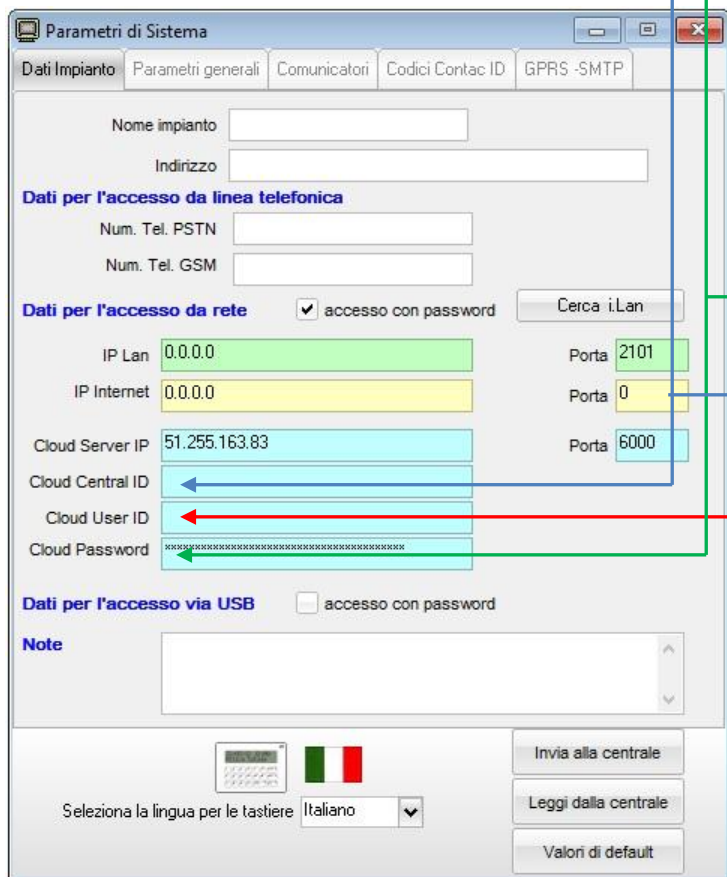 Parametri di Sistema
Dati Impianto Parametri generali Comunicatori Codici Contac ID GPRS -SMTP
Nome impianto
Indirizzo
Dati per l'accesso da linea telefonica
Num. Tel. PSTN
Num. Tel. GSM
Dati per l'accesso da rete accesso con password Cerca i.Lan
IP Lan 0.0.0.0 Porta 2101
IP Internet 0.0.0.0 Porta 0
Cloud Server IP 51.255.163.83 Porta 6000
Cloud Central ID
Cloud User ID
Cloud Password
Dati per l'accesso via USB accesso con password
Note
Invia alla centrale
Seleziona la lingua per le tastiere Italiano Leggi dalla centrale
Valori di default